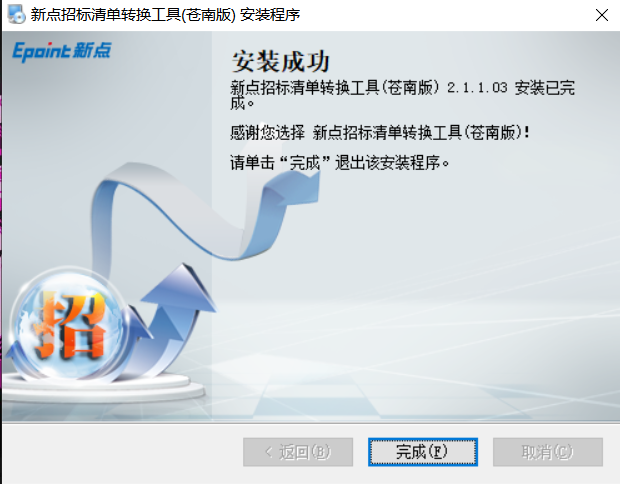 新点招标清单转换工具(苍南版) 安装程序
Epoint新点
安装成功
新点招标清单转换工具(苍南版) 2.1.1.03 安装已完
成。
感谢您选择 新点招标清单转换工具(苍南版)!
请单击“完成”退出该安装程序。
招
< 返回(B)
完成(F)
取消(C)